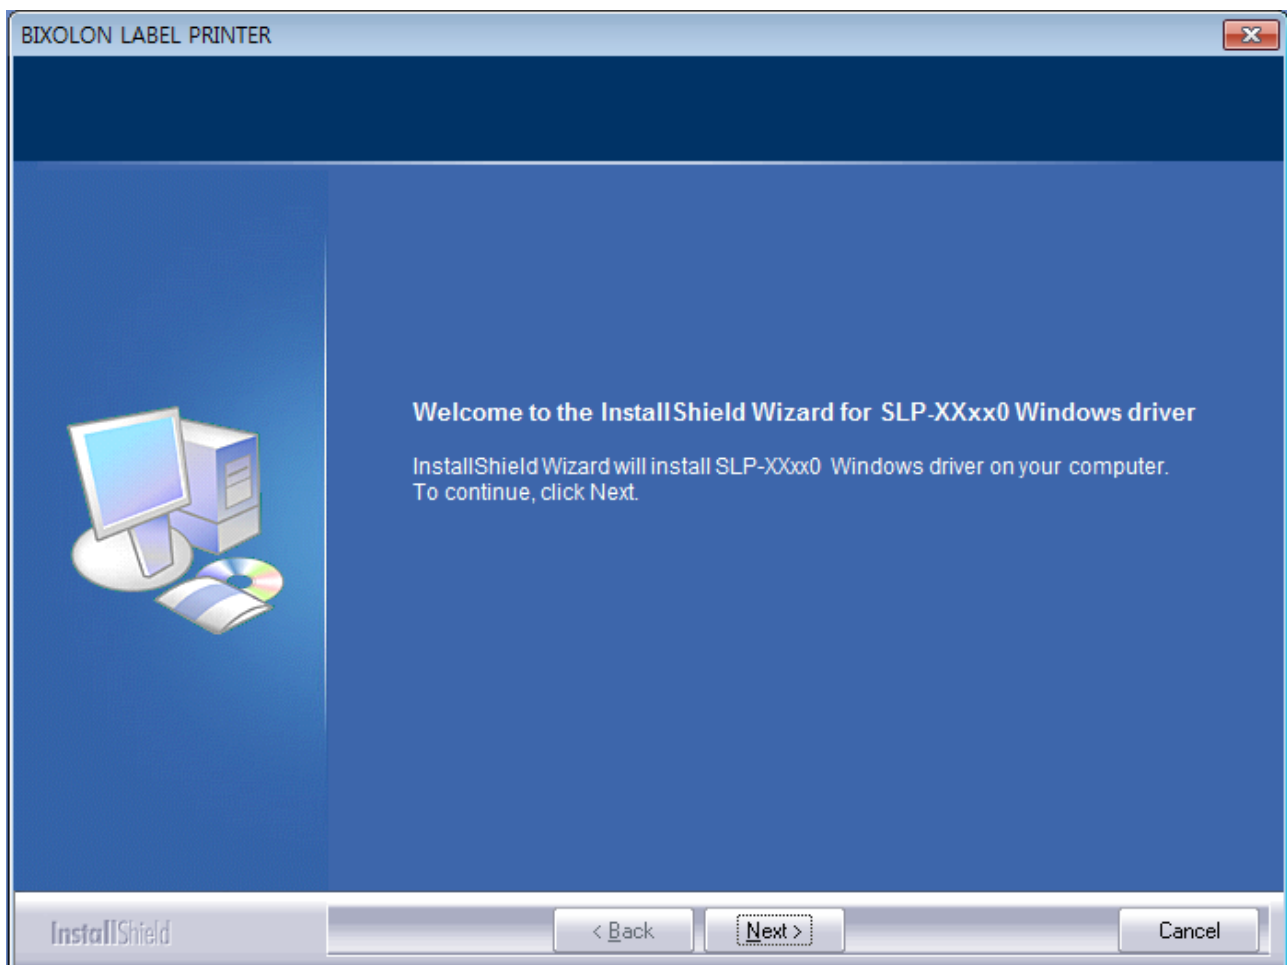 BIXOLON LABEL PRINTER
Welcome to the InstallShield Wizard for SLP-XXxx0 Windows driver
InstallShield Wizard will install SLP-XXxx0 Windows driver on your computer.
To continue, click Next.
InstallShield
< Back
Next >
Cancel